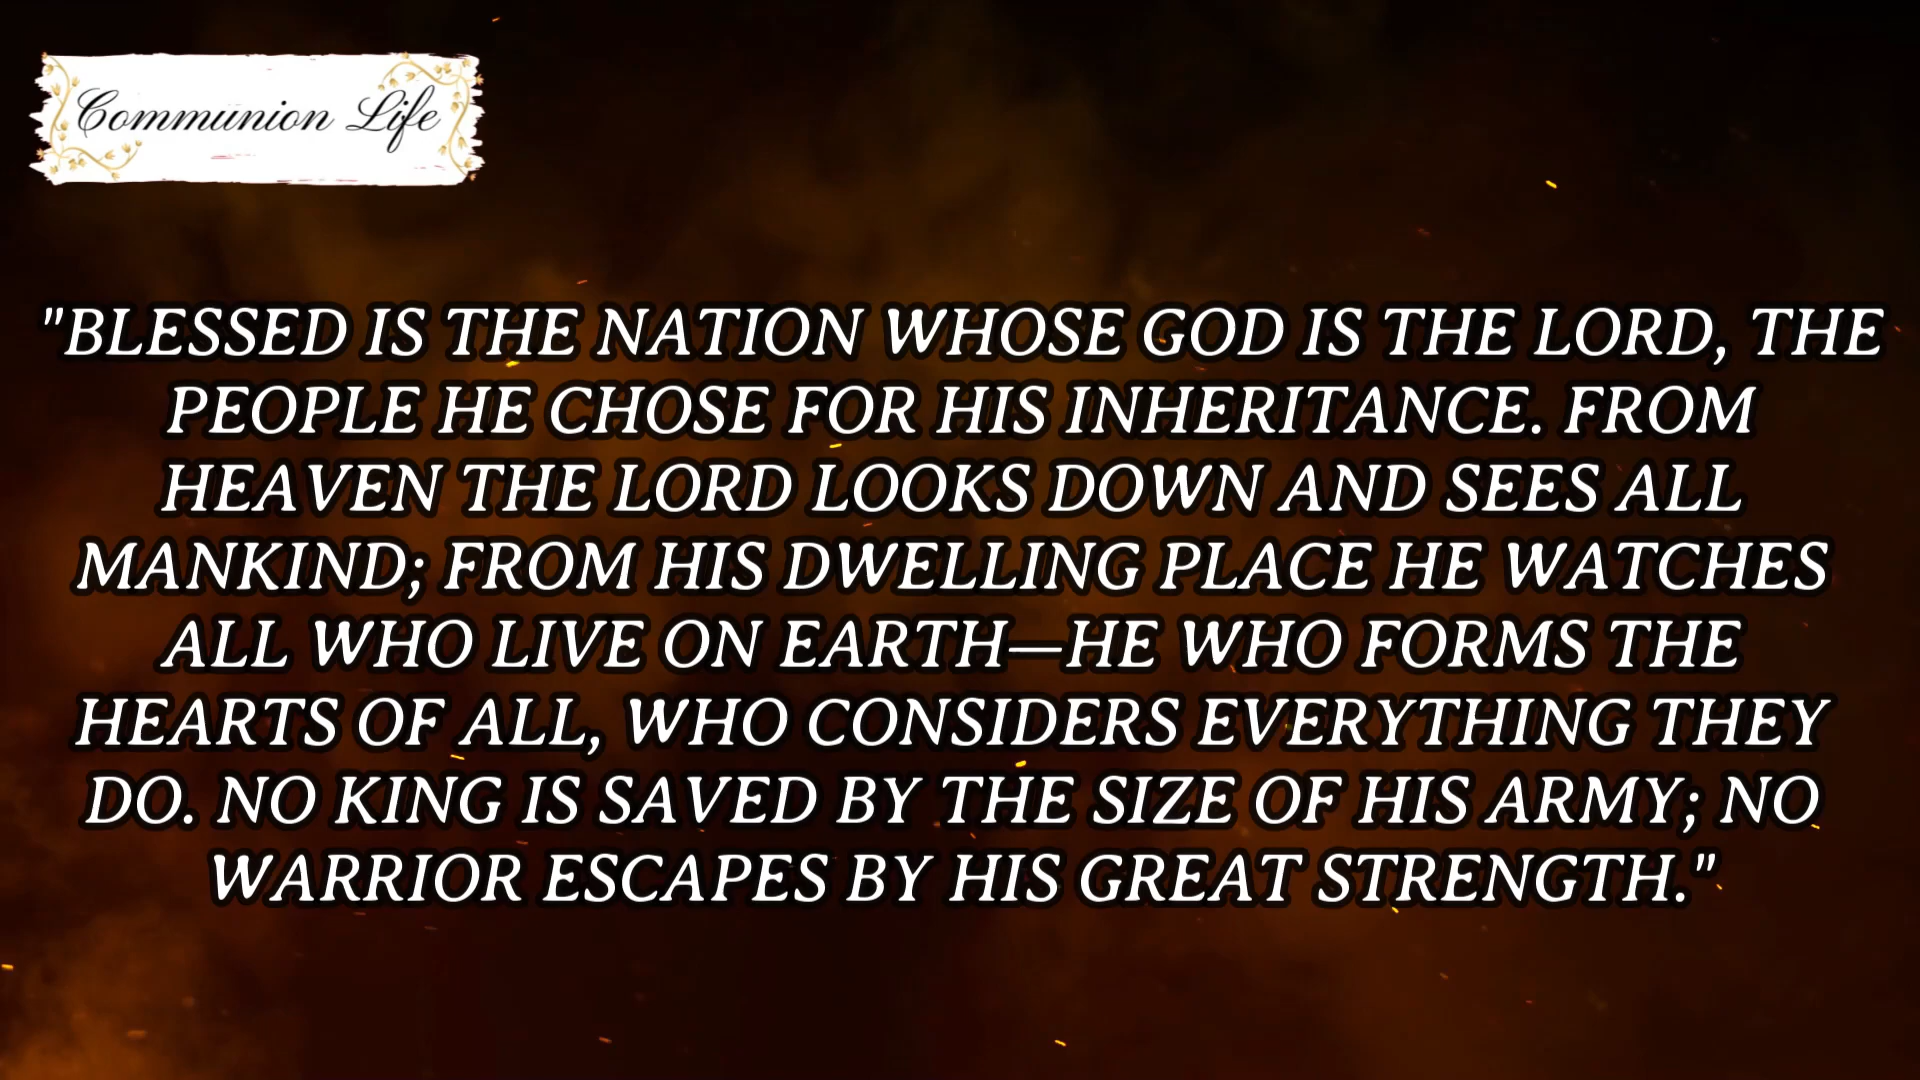 Communion Life
"BLESSED IS THE NATION WHOSE GOD IS THE LORD, THE
PEOPLE HE CHOSE FOR HIS INHERITANCE. FROM
HEAVEN THE LORD LOOKS DOWN AND SEES ALL
MANKIND; FROM HIS DWELLING PLACE HE WATCHES
ALL WHO LIVE ON EARTH—HE WHO FORMS THE
HEARTS OF ALL, WHO CONSIDERS EVERYTHING THEY
DO. NO KING IS SAVED BY THE SIZE OF HIS ARMY; NO
WARRIOR ESCAPES BY HIS GREAT STRENGTH."